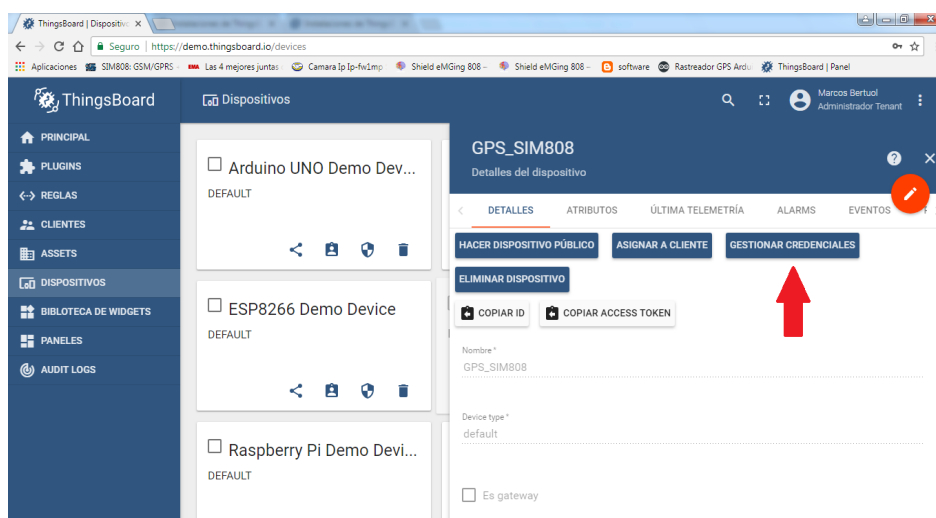 ThingsBoard | Dispositiv
Seguro | https://demo.thingsboard.io/devices
Aplicaciones SIM808: GSM/GPRS - Las 4 mejores juntas Camara Ip Ip-fw1mp Shield eMGing 808 – Shield eMGing 808 – software Rastreador GPS Ardu ThingsBoard | Panel
ThingsBoard
Dispositivos
Marcos Bertuol
Administrador Tenant
PRINCIPAL
PLUGINS
REGLAS
CLIENTES
ASSETS
DISPOSITIVOS
BIBLIOTECA DE WIDGETS
PANELES
AUDIT LOGS
Arduino UNO Demo Dev...
DEFAULT
ESP8266 Demo Device
DEFAULT
Raspberry Pi Demo Devi...
DEFAULT
GPS_SIM808
Detalles del dispositivo
DETALLES ATRIBUTOS ÚLTIMA TELEMETRÍA ALARMS EVENTOS
HACER DISPOSITIVO PÚBLICO ASIGNAR A CLIENTE GESTIONAR CREDENCIALES
ELIMINAR DISPOSITIVO
COPIAR ID COPIAR ACCESS TOKEN
Nombre *
GPS_SIM808
Device type *
default
Es gateway